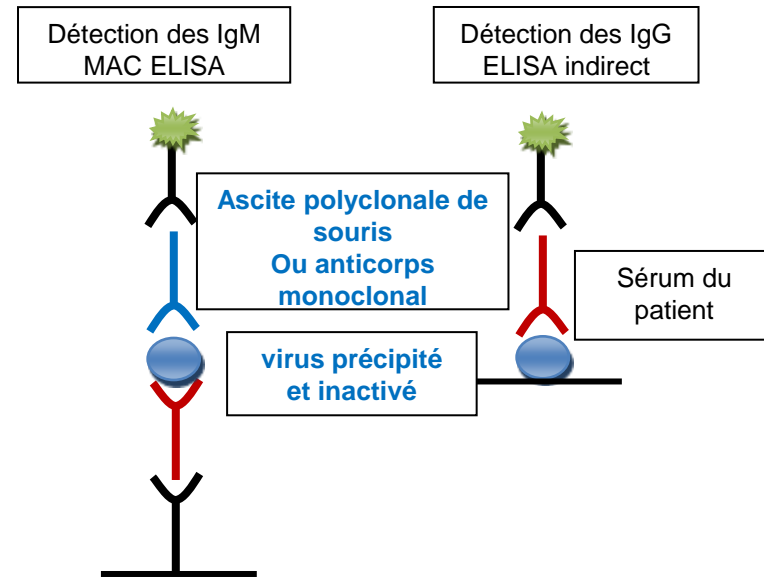 Détection des IgM
MAC ELISA
Détection des IgG
ELISA indirect
Ascite polyclonale de
souris
Ou anticorps
monoclonal
Sérum du
patient
virus précipité
et inactivé